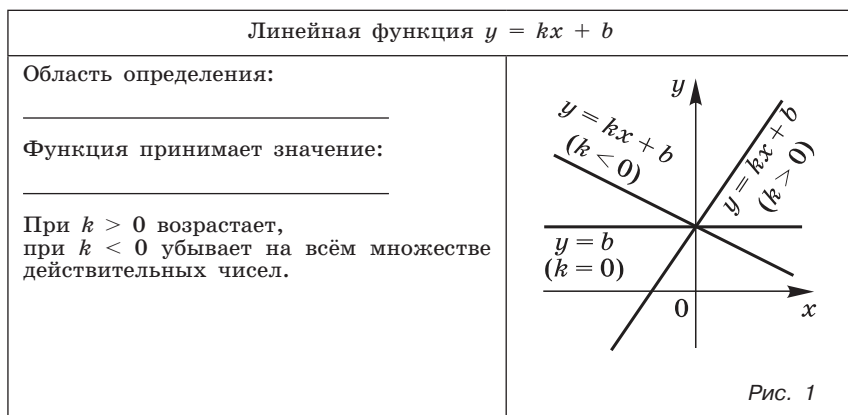 Линейная функция y = kx + b
Область определения:
Функция принимает значение:
При k > 0 возрастает,
при k < 0 убывает на всём множестве
действительных чисел.
y
y = kx + b
(k < 0)
y = kx + b
(k > 0)
y = b
(k = 0)
0
x
Рис. 1